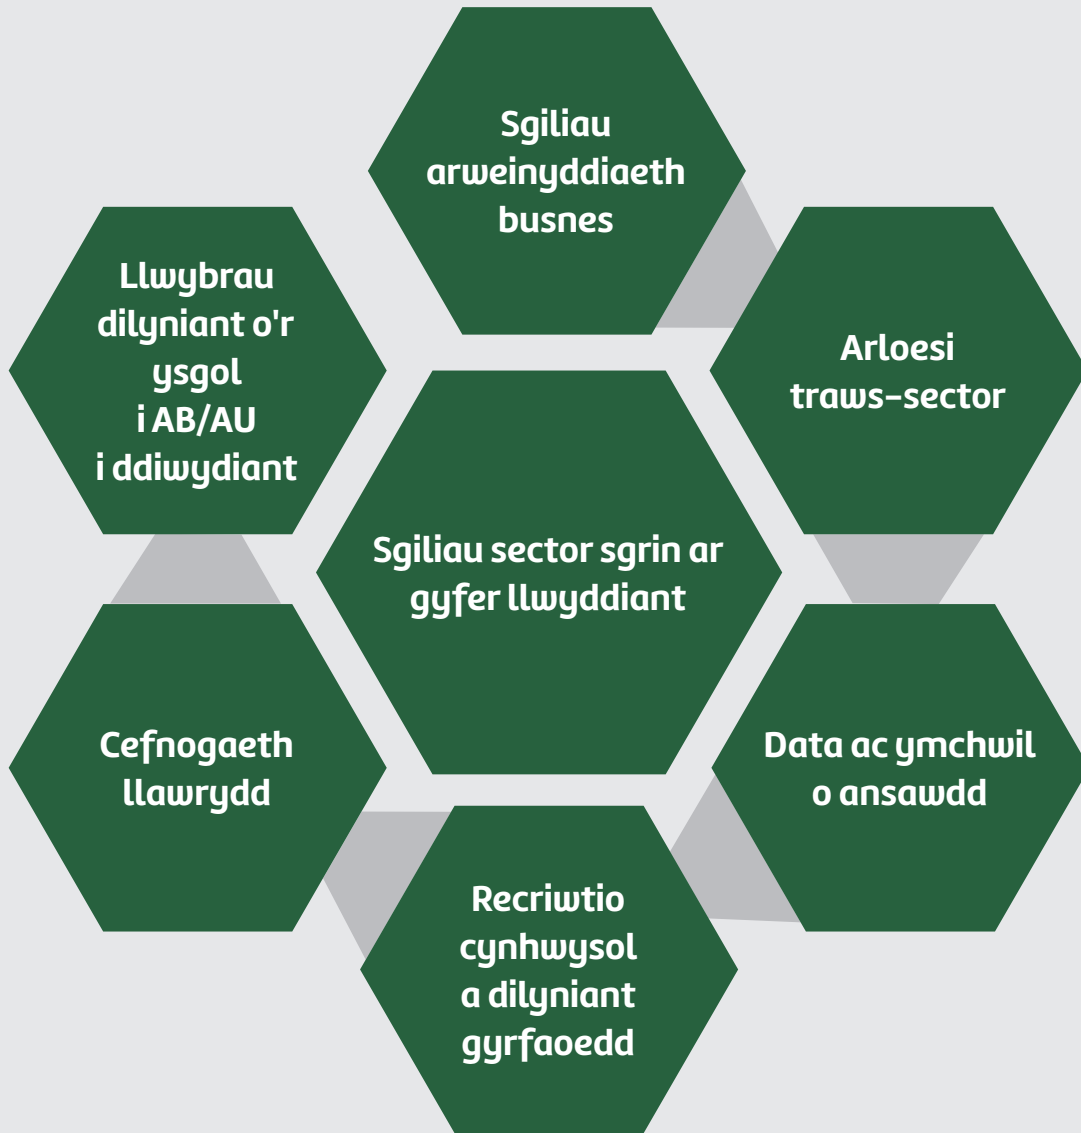 Sgiliau
arweinyddiaeth
busnes
Llwybrau
dilyniant o'r
ysgol
i AB/AU
i ddiwydiant
Arloesi
traws-sector
Sgiliau sector sgrin ar
gyfer llwyddiant
Cefnogaeth
llawrydd
Data ac ymchwil
o ansawdd
Recriwtio
cynhwysol
a dilyniant
gyrfaoedd